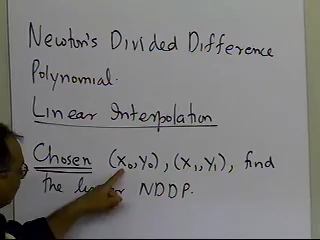 Newton's Divided Difference
Polynomial.
Linear Interpolation
Chosen (x₀,y₀), (x₁,y₁), find
the NDDP.